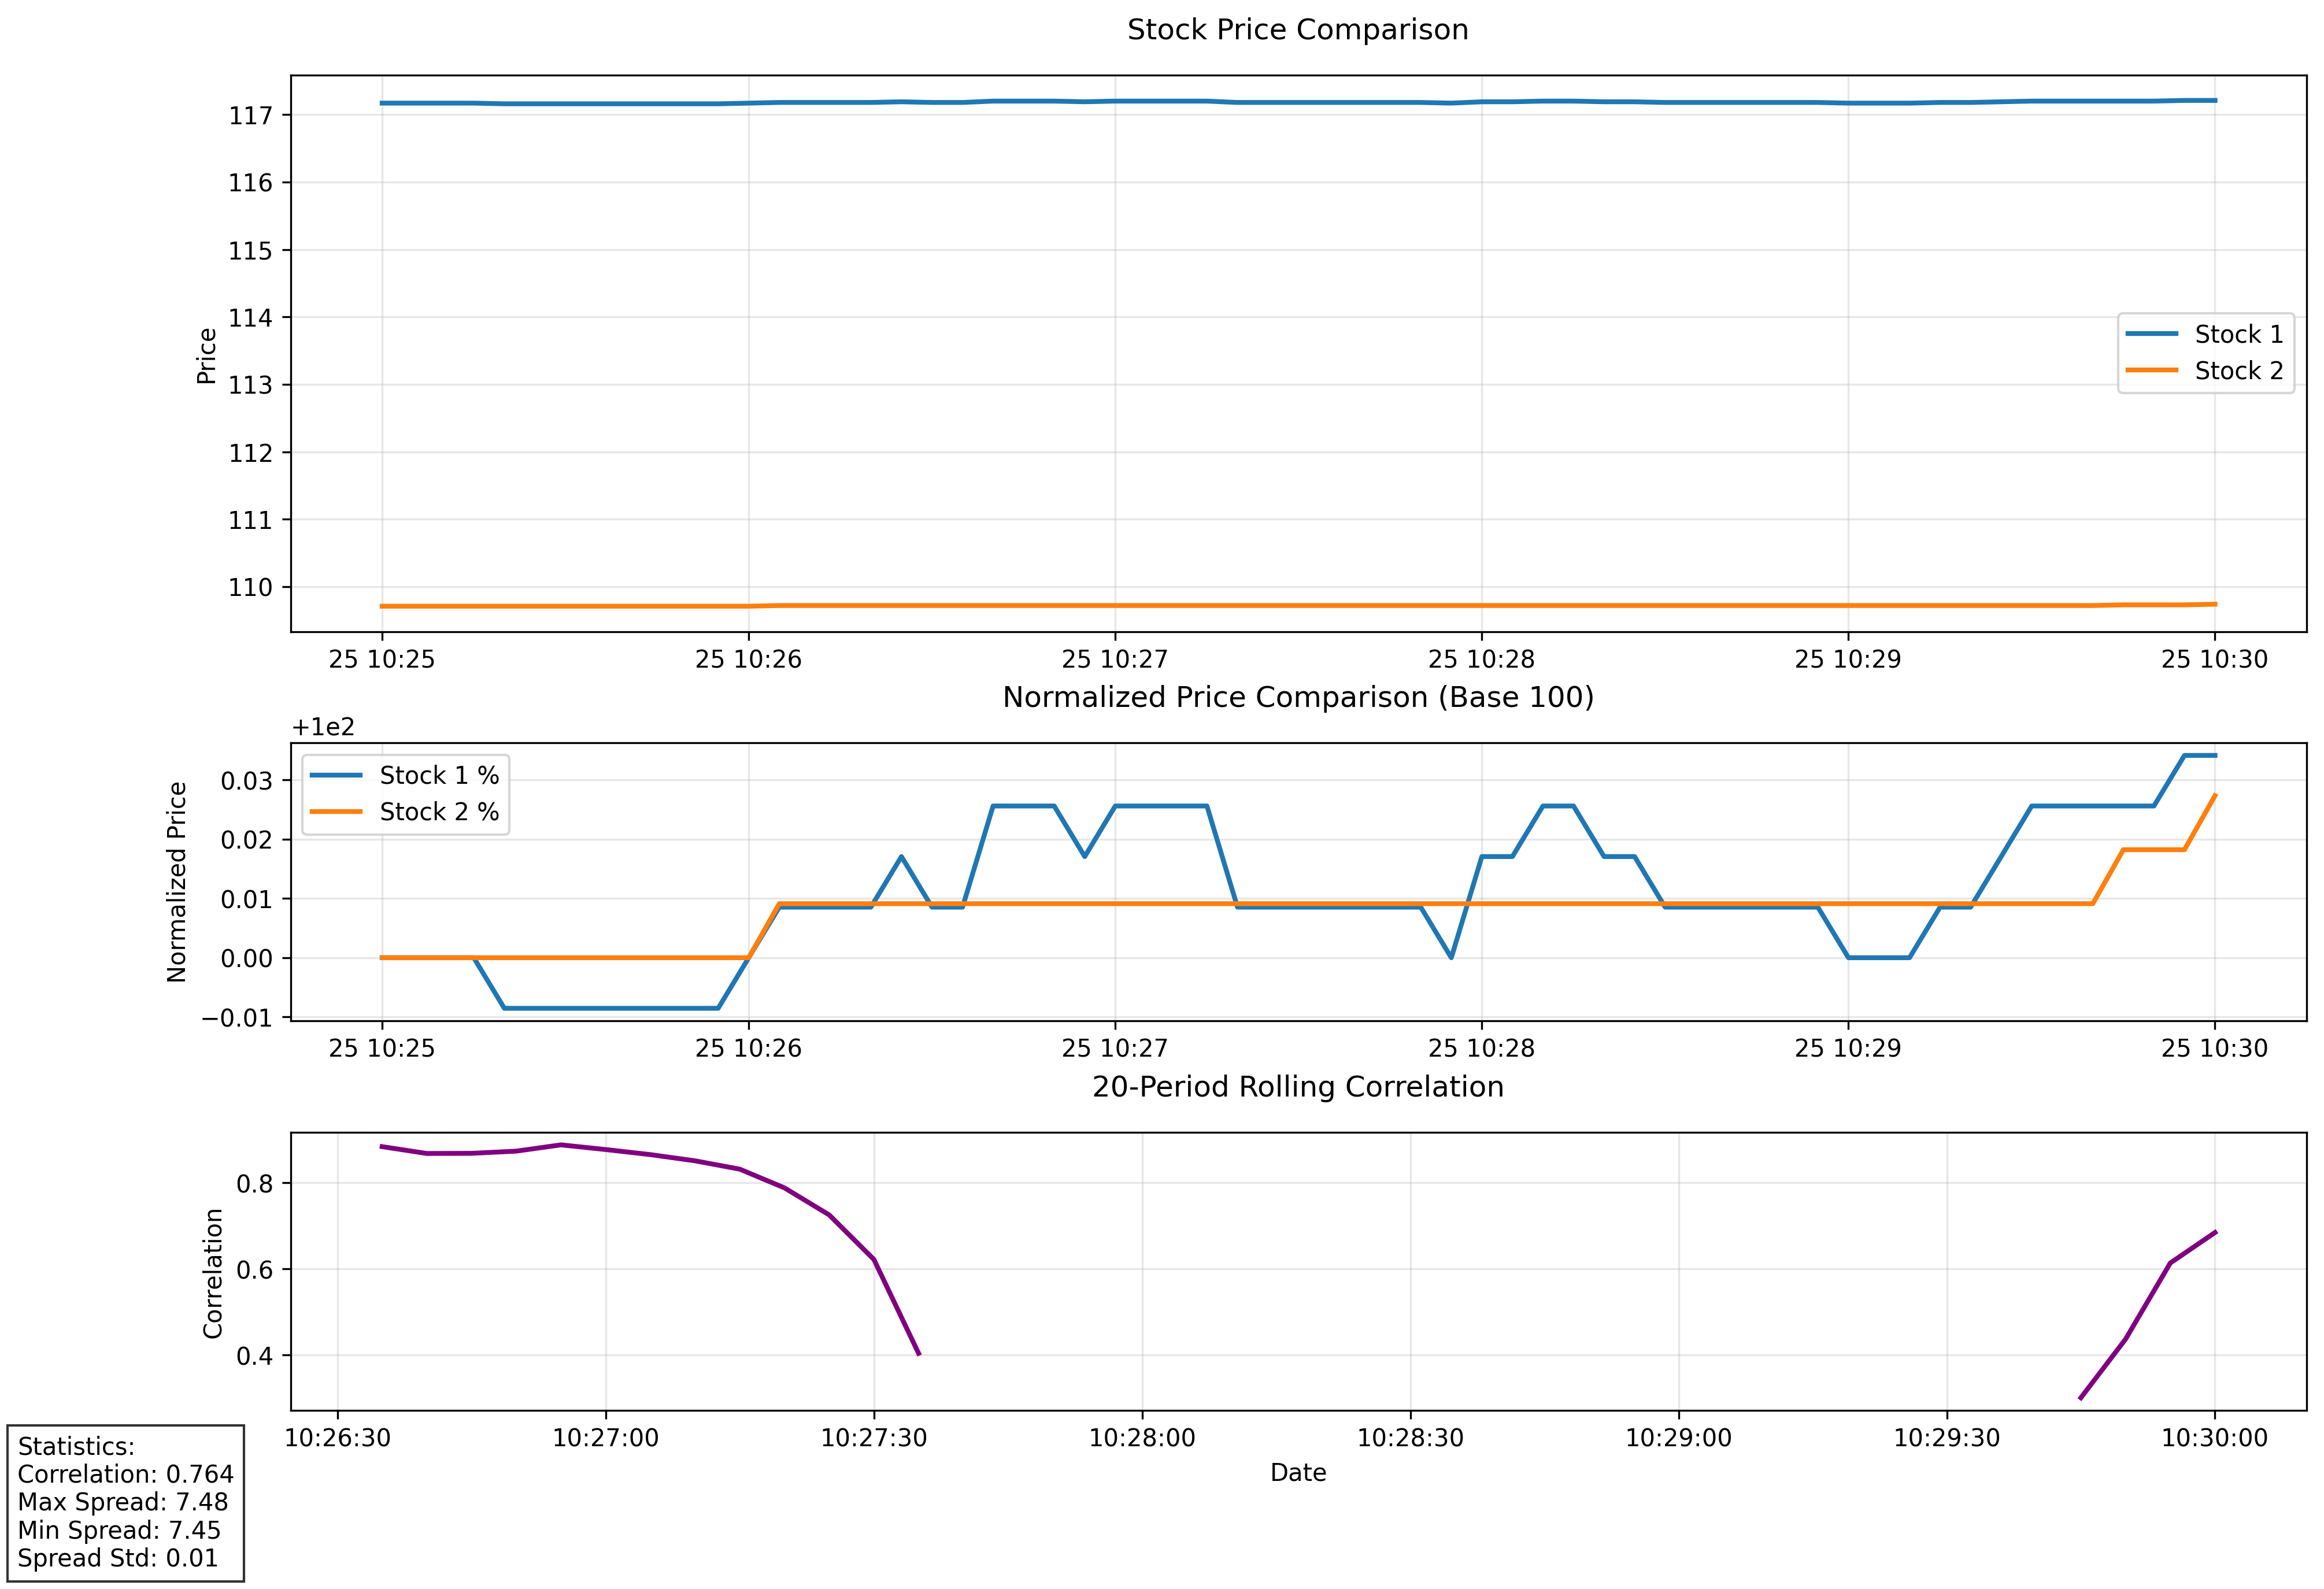 Stock Price Comparison
Price
117
116
115
114
113
112
111
110
Stock 1
Stock 2
25 10:25 25 10:26 25 10:27 25 10:28 25 10:29 25 10:30
Normalized Price Comparison (Base 100)
+1e2
Normalized Price
0.03
0.02
0.01
0.00
−0.01
Stock 1 %
Stock 2 %
25 10:25 25 10:26 25 10:27 25 10:28 25 10:29 25 10:30
20-Period Rolling Correlation
Correlation
0.8
0.6
0.4
10:26:30 10:27:00 10:27:30 10:28:00 10:28:30 10:29:00 10:29:30 10:30:00
Date
Statistics:
Correlation: 0.764
Max Spread: 7.48
Min Spread: 7.45
Spread Std: 0.01